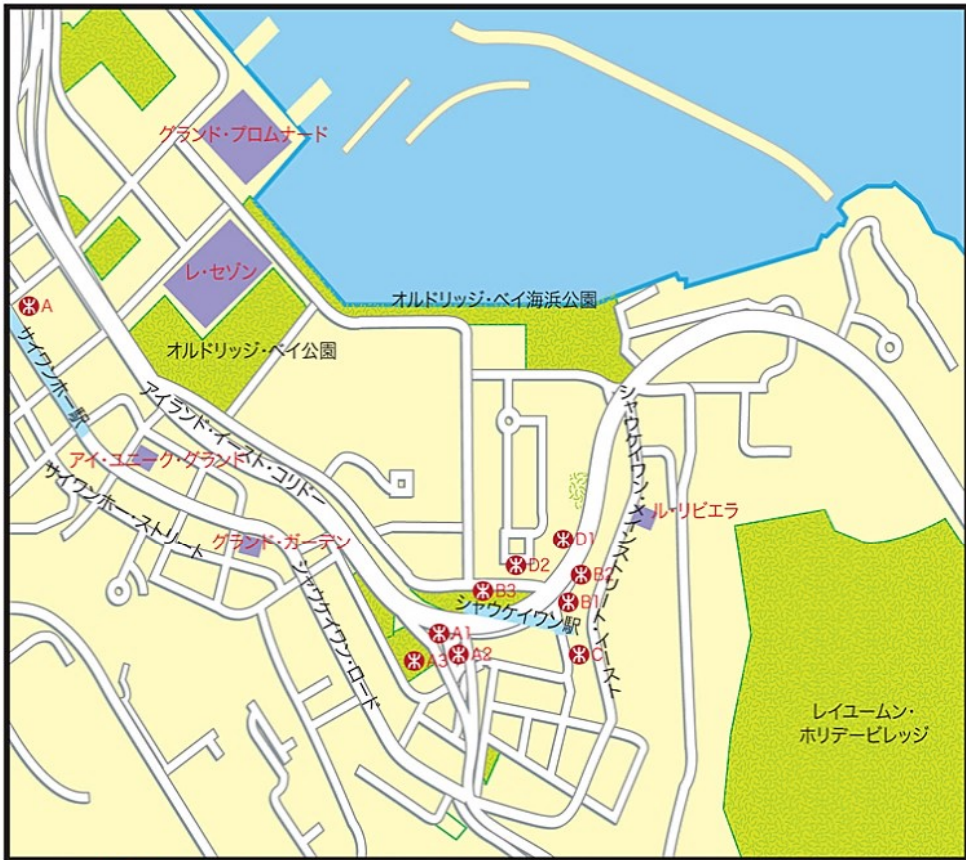 グランド・プロムナード
レ・セゾン
オルドリッジ・ベイ海浜公園
A
オルドリッジ・ベイ公園
サイワンホー駅
アイランド・イースト・コリドー
シャウケイワン・メインストリート・イースト
アイ・ユニーク・グランド
サイワンホー・ストリート
ル・リビエラ
グランド・ガーデン
D1
D2
B2
B3
B1
シャウケイワン駅
シャウケイワン・ロード
A1
A2
A3
C
レイユームン・
ホリデービレッジ